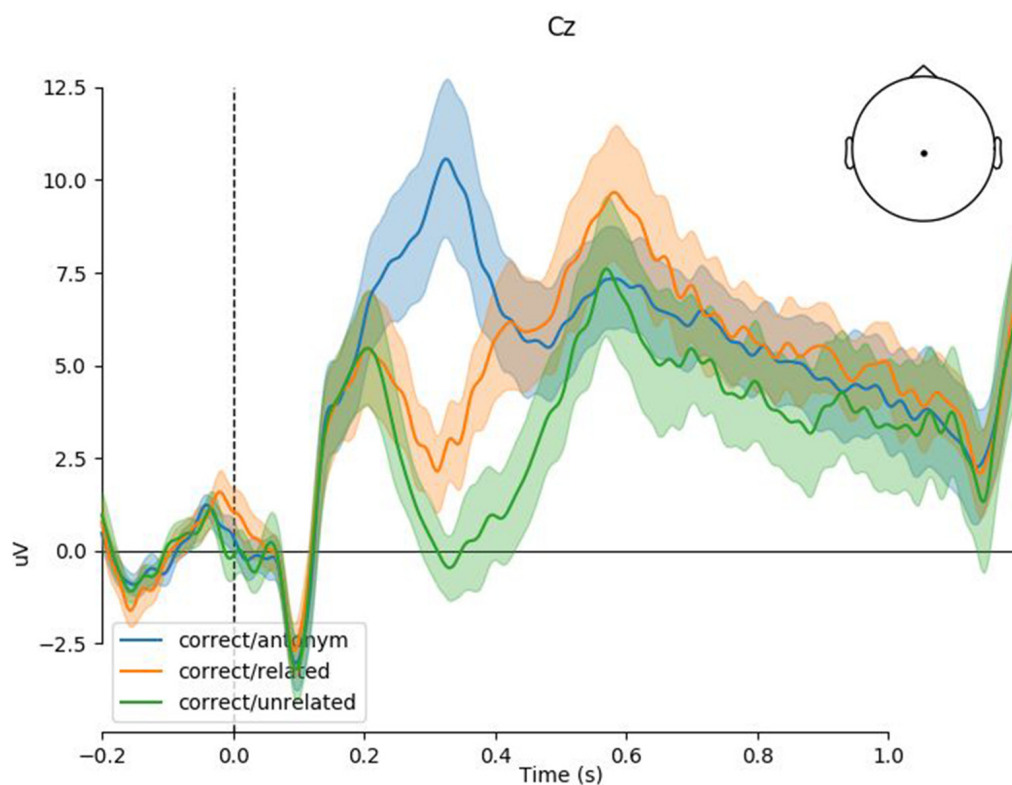 Cz
12.5
10.0
7.5
5.0
2.5
0.0
−2.5
uV
correct/antonym
correct/related
correct/unrelated
−0.2 0.0 0.2 0.4 0.6 0.8 1.0
Time (s)